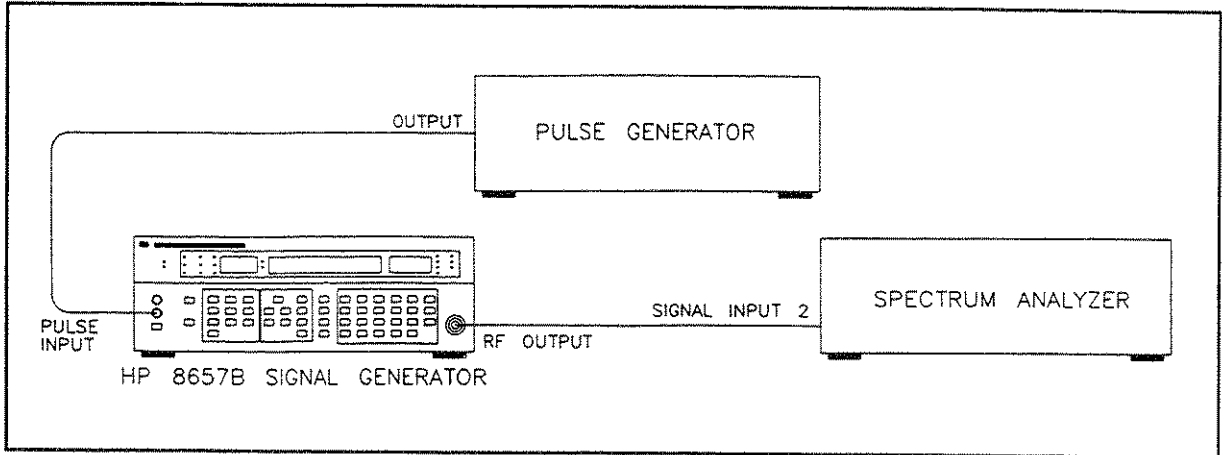 OUTPUT
PULSE GENERATOR
SPECTRUM ANALYZER
SIGNAL INPUT 2
PULSE
INPUT
RF OUTPUT
HP 8657B SIGNAL GENERATOR